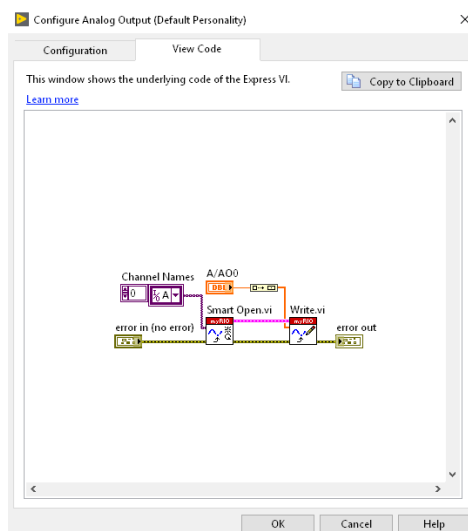 Configure Analog Output (Default Personality)
Configuration
View Code
This window shows the underlying code of the Express VI.
Copy to Clipboard
Learn more
Channel Names
A/AO0
0
A
DBL
Smart Open.vi
Write.vi
myRIO
myRIO
error in (no error)
error out
OK
Cancel
Help